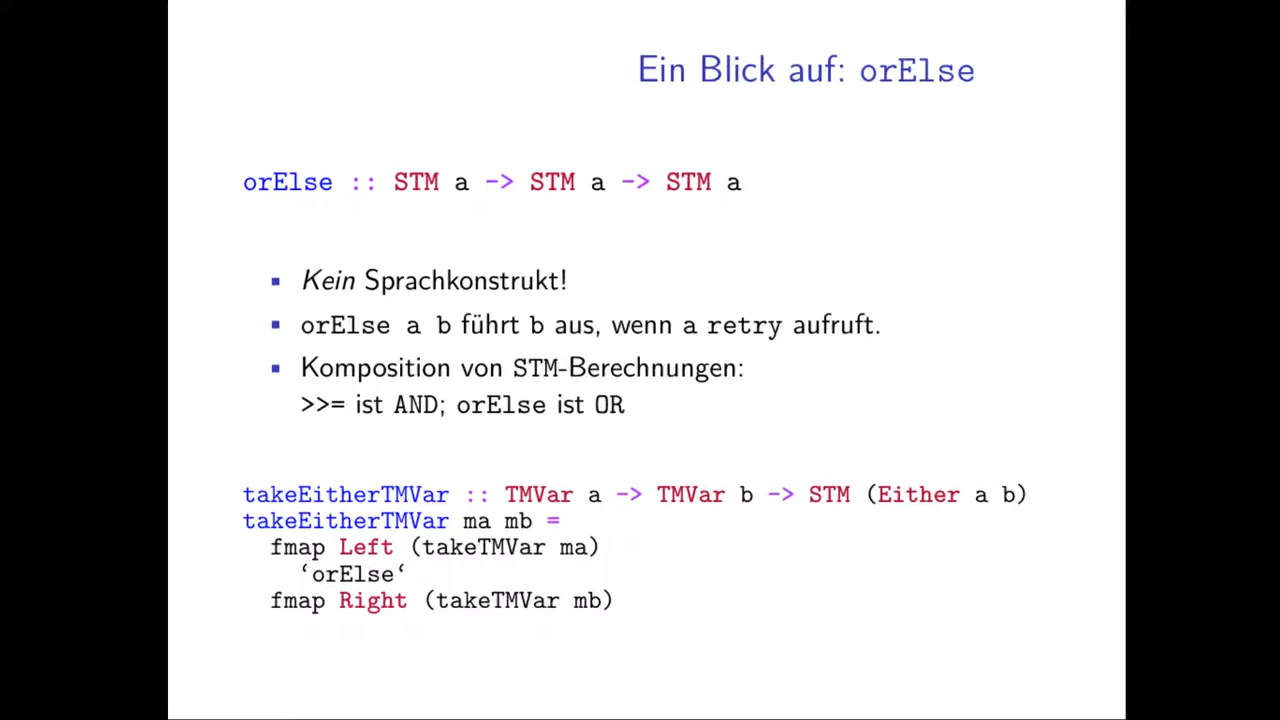 Ein Blick auf: orElse
orElse :: STM a -> STM a -> STM a
▪ Kein Sprachkonstrukt!
▪ orElse a b führt b aus, wenn a retry aufruft.
▪ Komposition von STM-Berechnungen:
>>= ist AND; orElse ist OR
takeEitherTMVar :: TMVar a -> TMVar b -> STM (Either a b)
takeEitherTMVar ma mb =
fmap Left (takeTMVar ma)
‘orElse‘
fmap Right (takeTMVar mb)